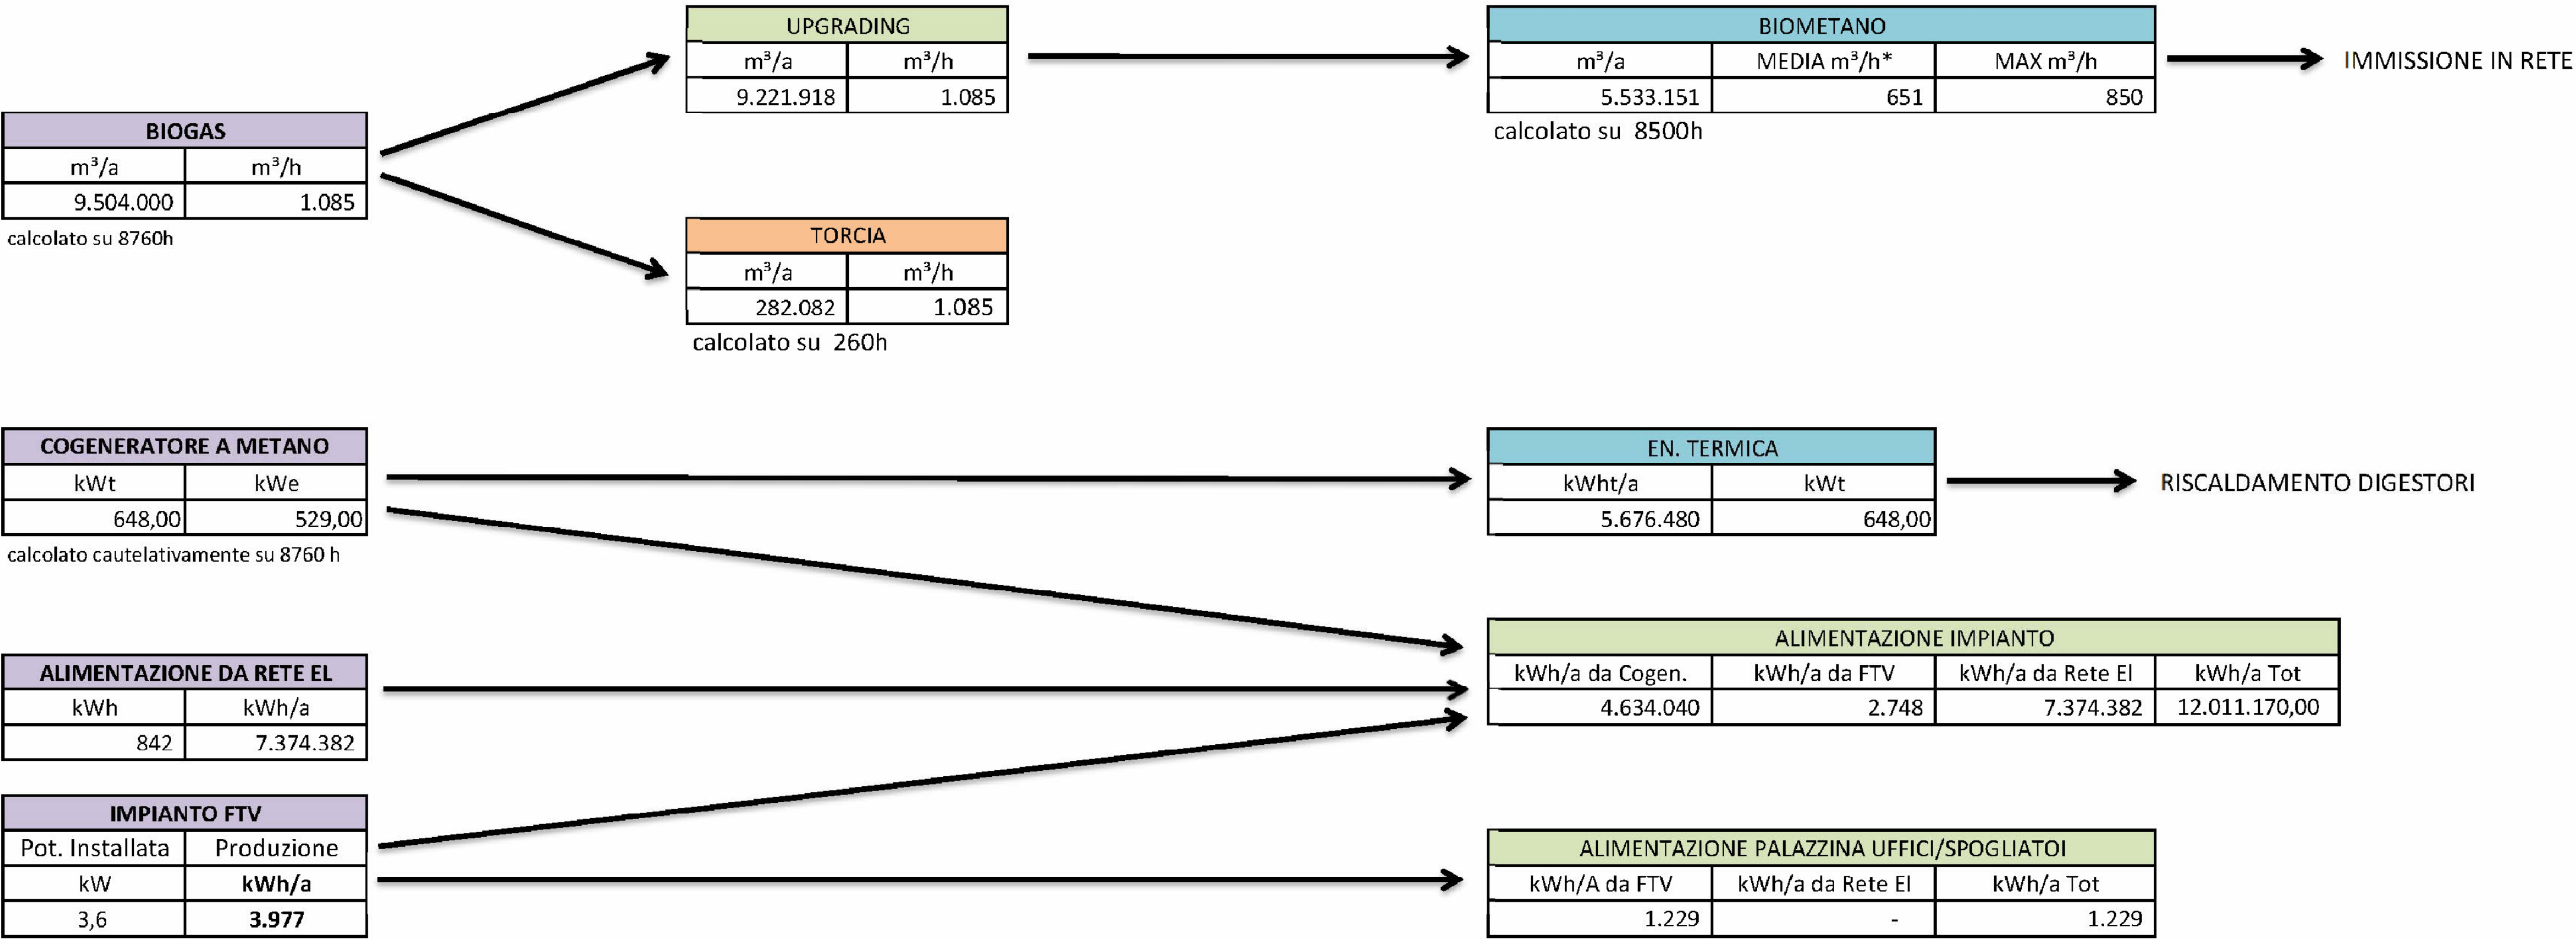 UPGRADING
m³/a m³/h
9.221.918 1.085
BIOMETANO
m³/a MEDIA m³/h* MAX m³/h
5.533.151 651 850
calcolato su 8500h
IMMISSIONE IN RETE
BIOGAS
m³/a m³/h
9.504.000 1.085
calcolato su 8760h
TORCIA
m³/a m³/h
282.082 1.085
calcolato su 260h
COGENERATORE A METANO
kWt kWe
648,00 529,00
calcolato cautelativamente su 8760 h
EN. TERMICA
kWht/a kWt
5.676.480 648,00
RISCALDAMENTO DIGESTORI
ALIMENTAZIONE DA RETE EL
kWh kWh/a
842 7.374.382
ALIMENTAZIONE IMPIANTO
kWh/a da Cogen. kWh/a da FTV kWh/a da Rete El kWh/a Tot
4.634.040 2.748 7.374.382 12.011.170,00
IMPIANTO FTV
Pot. Installata Produzione
kW kWh/a
3,6 3.977
ALIMENTAZIONE PALAZZINA UFFICI/SPOGLIATOI
kWh/A da FTV kWh/a da Rete El kWh/a Tot
1.229 - 1.229